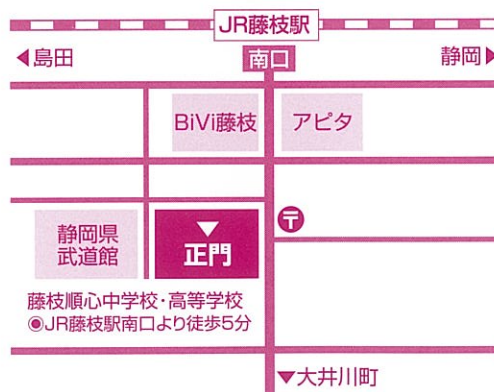 JR藤枝駅
◀島田
南口
静岡▶
BiVi藤枝
アピタ
静岡県
武道館
▼
正門
〒
藤枝順心中学校・高等学校
◉JR藤枝駅南口より徒歩5分
▼大井川町